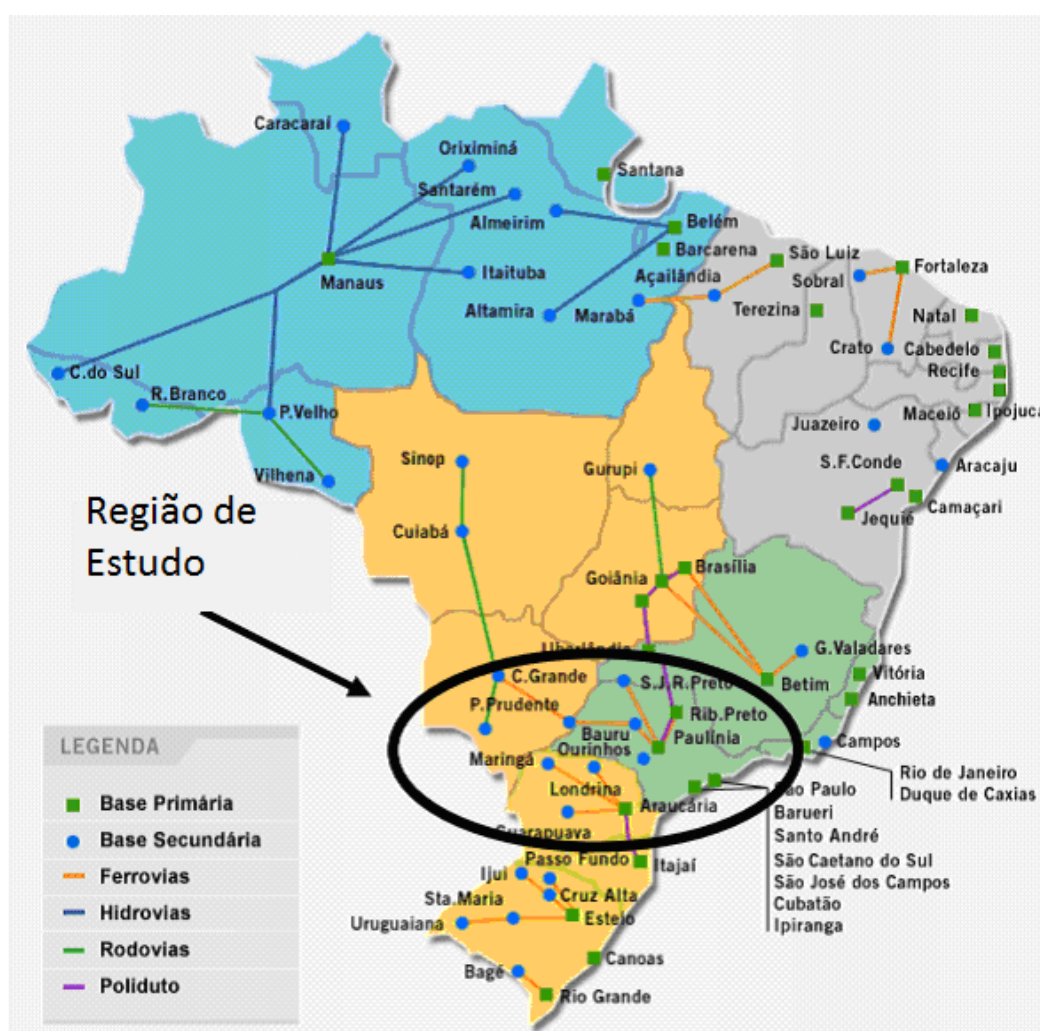 Caracaraí
Oriximiná
Santarém
Santana
Almeirim
Belém
Barcarena
São Luiz
Itaituba
Açailândia
Sobral
Fortaleza
Manaus
Altamira
Marabá
Terezina
Natal
Crato
Cabedelo
C.do Sul
Recife
R.Branco
P.Velho
Maceió
Ipojuca
Juazeiro
Sinop
Gurupi
S.F.Conde
Aracaju
Vilhena
Camaçari
Jequié
Região de
Estudo
Cuiabá
Goiânia
Brasília
Uberlândia
G.Valadares
C.Grande
S.J.R.Preto
Betim
Vitória
P.Prudente
Anchieta
Rib.Preto
Bauru
Paulínia
Campos
Ourinhos
Maringá
Rio de Janeiro
Londrina
São Paulo
Duque de Caxias
Araucária
Barueri
Guarapuava
Santo André
Passo Fundo
Itajaí
São Caetano do Sul
Ijui
São José dos Campos
Sta.Maria
Cruz Alta
Cubatão
Uruguaiana
Esteio
Ipiranga
Canoas
Bagé
Rio Grande
LEGENDA
Base Primária
Base Secundária
Ferrovias
Hidrovias
Rodovias
Poliduto